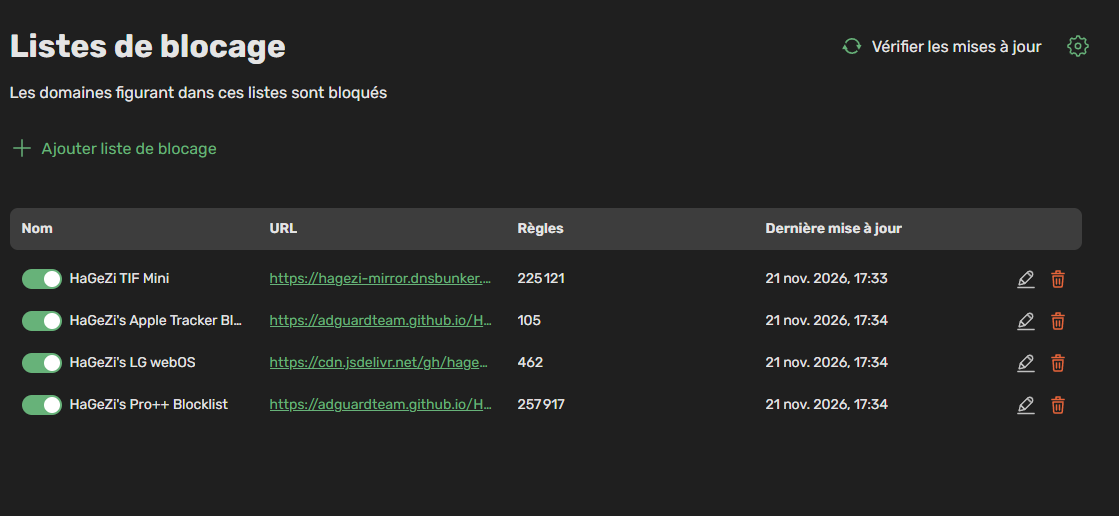 Listes de blocage
Vérifier les mises à jour
Les domaines figurant dans ces listes sont bloqués
Ajouter liste de blocage
Nom URL Règles Dernière mise à jour
HaGeZi TIF Mini https://hagezi-mirror.dnsbunker.… 225 121 21 nov. 2026, 17:33
HaGeZi's Apple Tracker Bl… https://adguardteam.github.io/H… 105 21 nov. 2026, 17:34
HaGeZi's LG webOS https://cdn.jsdelivr.net/gh/hage… 462 21 nov. 2026, 17:34
HaGeZi's Pro++ Blocklist https://adguardteam.github.io/H… 257 917 21 nov. 2026, 17:34